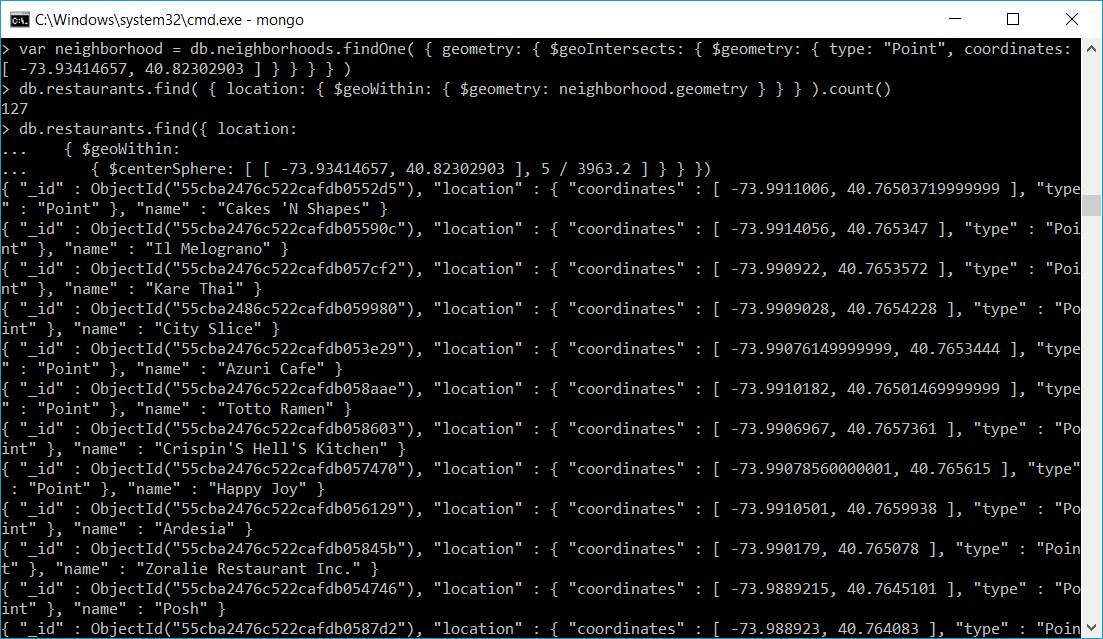 C:\Windows\system32\cmd.exe - mongo
> var neighborhood = db.neighborhoods.findOne( { geometry: { $geoIntersects: { $geometry: { type: "Point", coordinates:
[ -73.93414657, 40.82302903 ] } } } } )
> db.restaurants.find( { location: { $geoWithin: { $geometry: neighborhood.geometry } } } ).count()
127
> db.restaurants.find({ location:
...    { $geoWithin:
...       { $centerSphere: [ [ -73.93414657, 40.82302903 ], 5 / 3963.2 ] } } })
{ "_id" : ObjectId("55cba2476c522cafdb0552d5"), "location" : { "coordinates" : [ -73.9911006, 40.76503719999999 ], "type
" : "Point" }, "name" : "Cakes 'N Shapes" }
{ "_id" : ObjectId("55cba2476c522cafdb05590c"), "location" : { "coordinates" : [ -73.9914056, 40.765347 ], "type" : "Poi
nt" }, "name" : "Il Melograno" }
{ "_id" : ObjectId("55cba2476c522cafdb057cf2"), "location" : { "coordinates" : [ -73.990922, 40.7653572 ], "type" : "Poi
nt" }, "name" : "Kare Thai" }
{ "_id" : ObjectId("55cba2486c522cafdb059980"), "location" : { "coordinates" : [ -73.9909028, 40.7654228 ], "type" : "Po
int" }, "name" : "City Slice" }
{ "_id" : ObjectId("55cba2476c522cafdb053e29"), "location" : { "coordinates" : [ -73.99076149999999, 40.7653444 ], "type
" : "Point" }, "name" : "Azuri Cafe" }
{ "_id" : ObjectId("55cba2476c522cafdb058aae"), "location" : { "coordinates" : [ -73.9910182, 40.76501469999999 ], "type
" : "Point" }, "name" : "Totto Ramen" }
{ "_id" : ObjectId("55cba2476c522cafdb058603"), "location" : { "coordinates" : [ -73.9906967, 40.7657361 ], "type" : "Po
int" }, "name" : "Crispin'S Hell'S Kitchen" }
{ "_id" : ObjectId("55cba2476c522cafdb057470"), "location" : { "coordinates" : [ -73.99078560000001, 40.765615 ], "type"
 : "Point" }, "name" : "Happy Joy" }
{ "_id" : ObjectId("55cba2476c522cafdb056129"), "location" : { "coordinates" : [ -73.9910501, 40.7659938 ], "type" : "Po
int" }, "name" : "Ardesia" }
{ "_id" : ObjectId("55cba2476c522cafdb05845b"), "location" : { "coordinates" : [ -73.990179, 40.765078 ], "type" : "Poin
t" }, "name" : "Zoralie Restaurant Inc." }
{ "_id" : ObjectId("55cba2476c522cafdb054746"), "location" : { "coordinates" : [ -73.9889215, 40.7645101 ], "type" : "Po
int" }, "name" : "Posh" }
{ "_id" : ObjectId("55cba2476c522cafdb0587d2"), "location" : { "coordinates" : [ -73.988923, 40.764083 ], "type" : "Poin